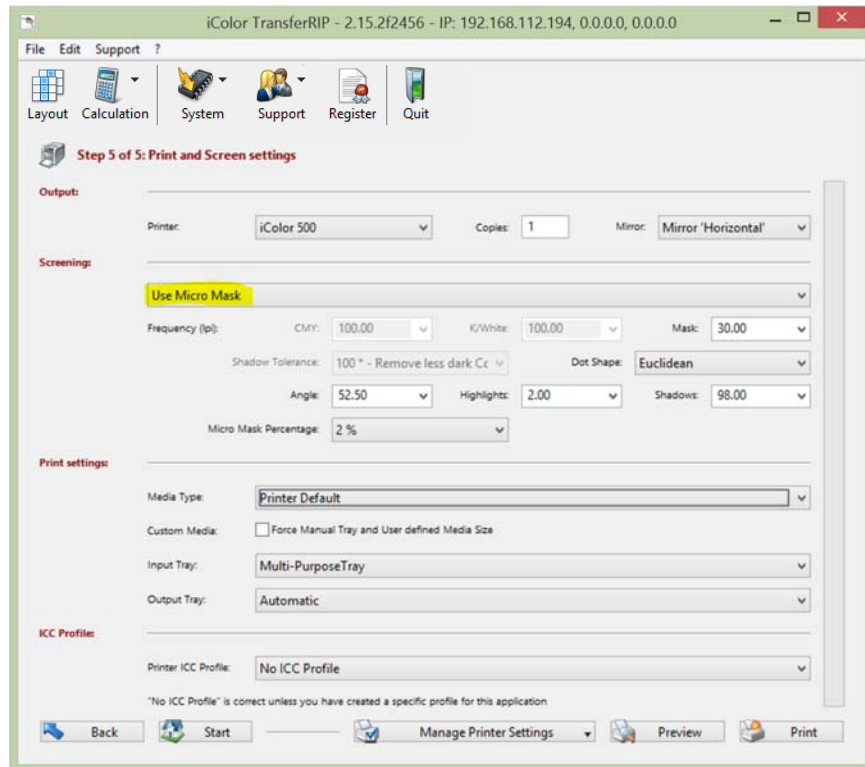 iColor TransferRIP - 2.15.2f2456 - IP: 192.168.112.194, 0.0.0.0, 0.0.0.0
File Edit Support ?
Layout Calculation System Support Register Quit
Step 5 of 5: Print and Screen settings
Output:
Printer: iColor 500 Copies: 1 Mirror: Mirror 'Horizontal'
Screening:
Use Micro Mask
Frequency (lpi): CMY: 100.00 K/White: 100.00 Mask: 30.00
Shadow Tolerance: 100 * - Remove less dark Cc Dot Shape: Euclidean
Angle: 52.50 Highlights: 2.00 Shadows: 98.00
Micro Mask Percentage: 2 %
Print settings:
Media Type: Printer Default
Custom Media: Force Manual Tray and User defined Media Size
Input Tray: Multi-PurposeTray
Output Tray: Automatic
ICC Profile:
Printer ICC Profile: No ICC Profile
"No ICC Profile" is correct unless you have created a specific profile for this application
Back Start Manage Printer Settings Preview Print